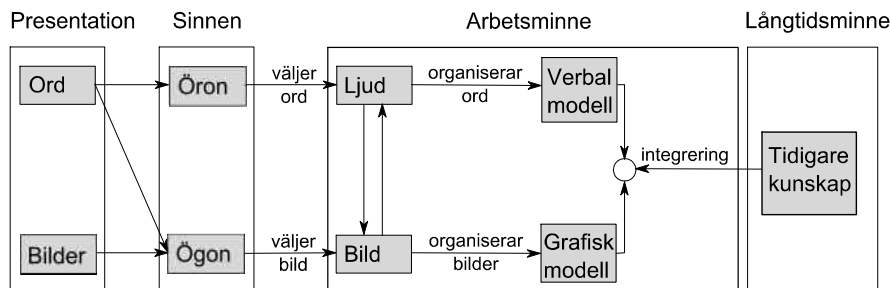 Presentation
Sinnen
Arbetsminne
Långtidsminne
Ord
Öron
väljer
ord
Ljud
organiserar
ord
Verbal
modell
integrering
Tidigare
kunskap
Bilder
Ögon
väljer
bild
Bild
organiserar
bilder
Grafisk
modell